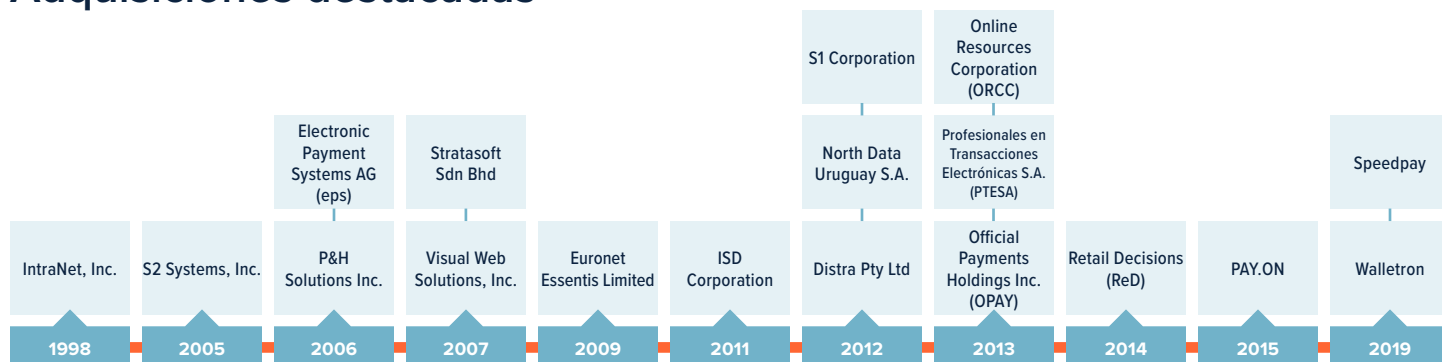 Adquisiciones destacadas
S1 Corporation
Online
Resources
Corporation
(ORCC)
Electronic
Payment
Systems AG
(eps)
Stratasoft
Sdn Bhd
North Data
Uruguay S.A.
Profesionales en
Transacciones
Electrónicas S.A.
(PTESA)
Speedpay
IntraNet, Inc.
S2 Systems, Inc.
P&H
Solutions Inc.
Visual Web
Solutions, Inc.
Euronet
Essentis Limited
ISD
Corporation
Distra Pty Ltd
Official
Payments
Holdings Inc.
(OPAY)
Retail Decisions
(ReD)
PAY.ON
Walletron
1998
2005
2006
2007
2009
2011
2012
2013
2014
2015
2019